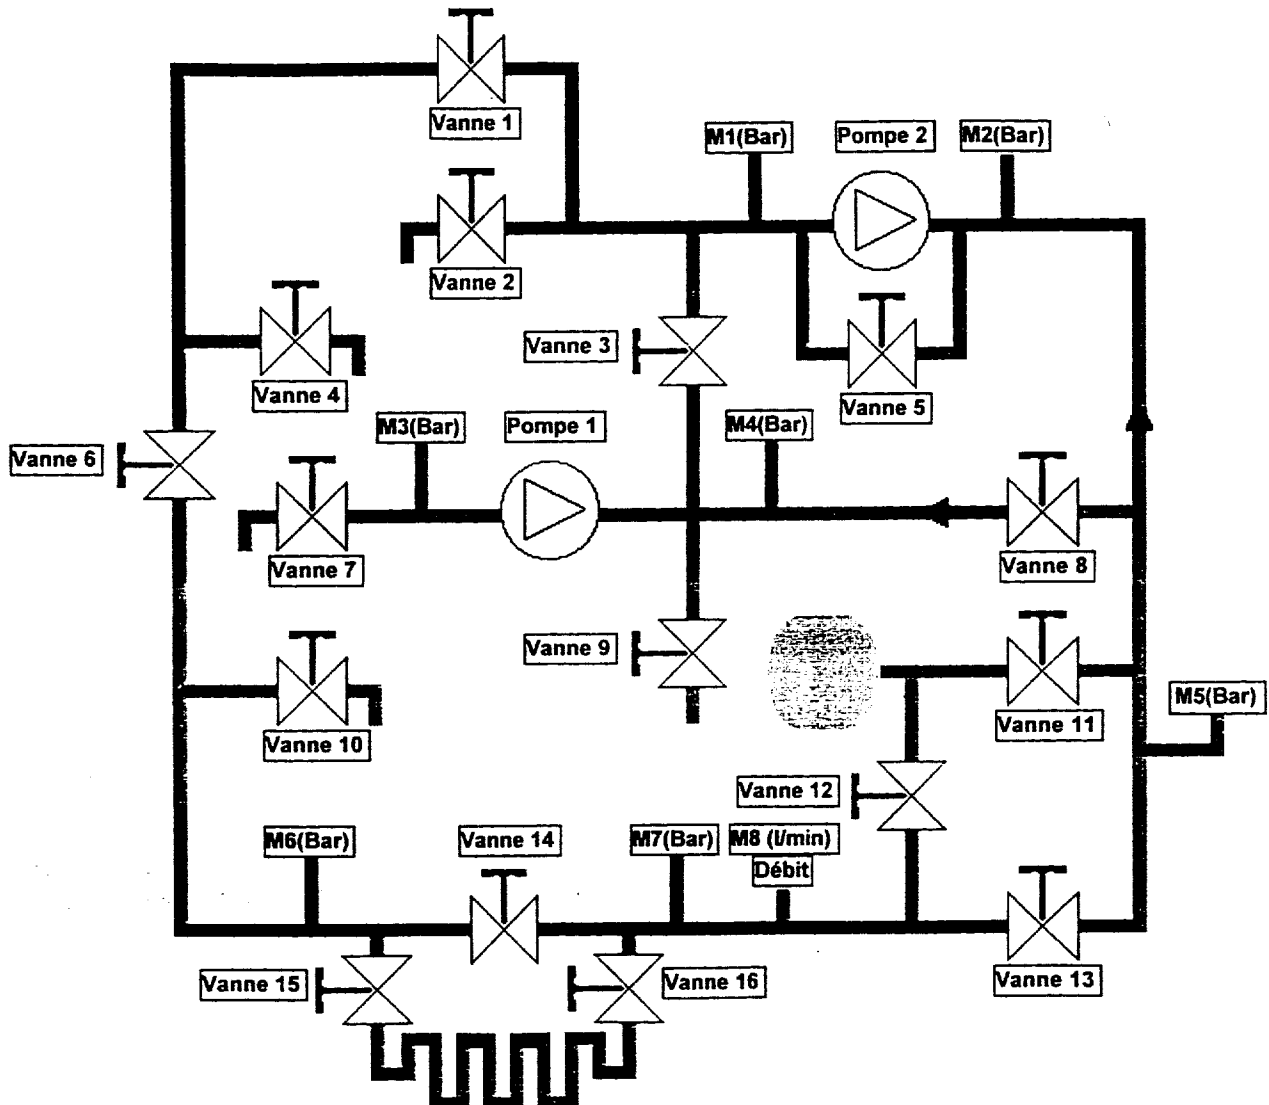 Vanne 1
M1(Bar)
Pompe 2
M2(Bar)
Vanne 2
Vanne 3
Vanne 4
Vanne 5
M3(Bar)
Pompe 1
M4(Bar)
Vanne 6
Vanne 7
Vanne 8
Vanne 9
M5(Bar)
Vanne 10
Vanne 11
Vanne 12
M6(Bar)
Vanne 14
M7(Bar)
M8 (l/min)
Débit
Vanne 15
Vanne 16
Vanne 13